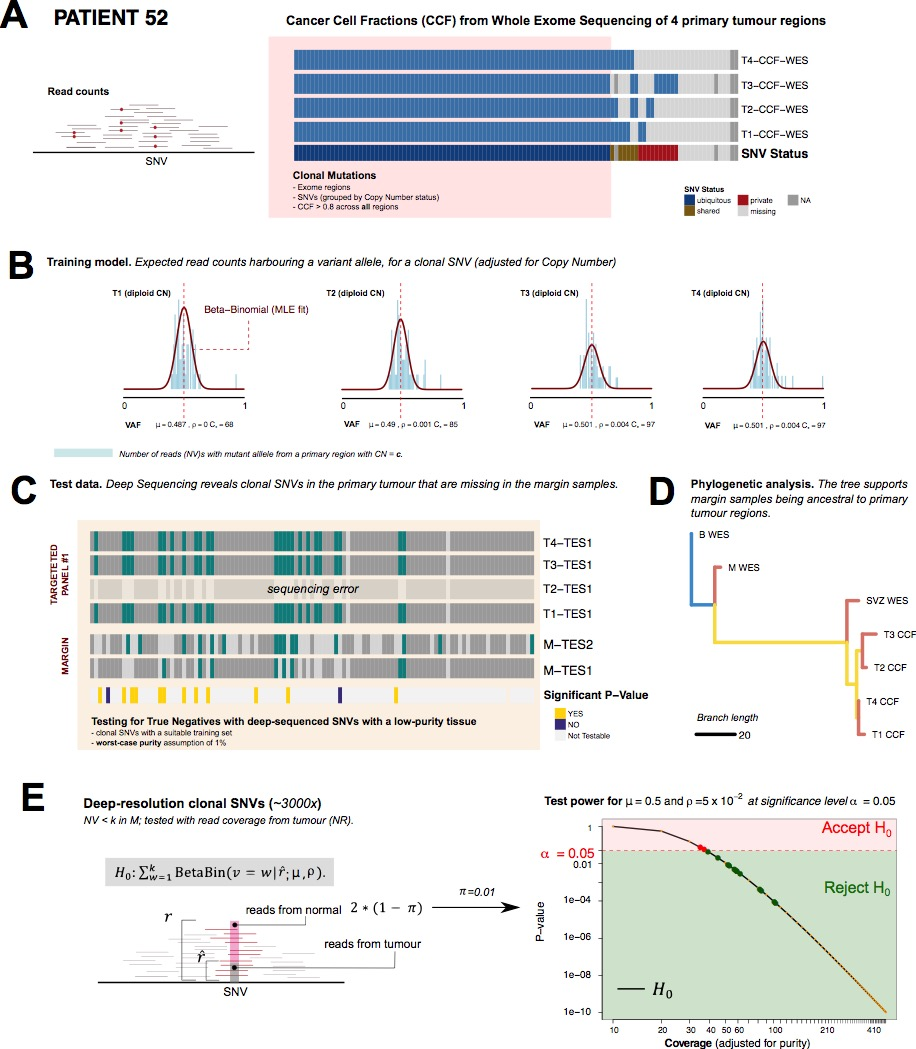 A
PATIENT 52
Cancer Cell Fractions (CCF) from Whole Exome Sequencing of 4 primary tumour regions
Read counts
SNV
T4−CCF−WES
T3−CCF−WES
T2−CCF−WES
T1−CCF−WES
SNV Status
Clonal Mutations
- Exome regions
- SNVs (grouped by Copy Number status)
- CCF > 0.8 across all regions
SNV Status
ubiquitous
private
NA
shared
missing
B
Training model. Expected read counts harbouring a variant allele, for a clonal SNV (adjusted for Copy Number)
T1 (diploid CN)
T2 (diploid CN)
T3 (diploid CN)
T4 (diploid CN)
Beta−Binomial (MLE fit)
0 1
0 1
0 1
0 1
VAF μ = 0.487 , ρ = 0 Cᵥ = 68
VAF μ = 0.49 , ρ = 0.001 Cᵥ = 85
VAF μ = 0.501 , ρ = 0.004 Cᵥ = 97
VAF μ = 0.501 , ρ = 0.004 Cᵥ = 97
Number of reads (NV)s with mutant alllele from a primary region with CN = c.
C
Test data. Deep Sequencing reveals clonal SNVs in the primary tumour that are missing in the margin samples.
TARGETETED
PANEL #1
T4−TES1
T3−TES1
sequencing error
T2−TES1
T1−TES1
MARGIN
M−TES2
M−TES1
Significant P-Value
YES
NO
Not Testable
Testing for True Negatives with deep-sequenced SNVs with a low-purity tissue
- clonal SNVs with a suitable training set
- worst-case purity assumption of 1%
D
Phylogenetic analysis. The tree supports
margin samples being ancestral to primary
tumour regions.
B WES
M WES
SVZ WES
T3 CCF
T2 CCF
T4 CCF
T1 CCF
Branch length
20
E
Deep-resolution clonal SNVs (~3000x)
NV < k in M; tested with read coverage from tumour (NR).
H₀: ∑ᵏ_w=1 BetaBin(v = w| r̂; μ, ρ).
r
reads from normal
2 ∗ (1 − π)
π=0.01
r̂
reads from tumour
SNV
Test power for μ = 0.5 and ρ =5 x 10⁻² at significance level α = 0.05
Accept H₀
Reject H₀
P−value
1
α = 0.05
0.01
1e−04
1e−06
1e−08
1e−10
H₀
10 20 30 40 50 60 100 210 410
Coverage (adjusted for purity)